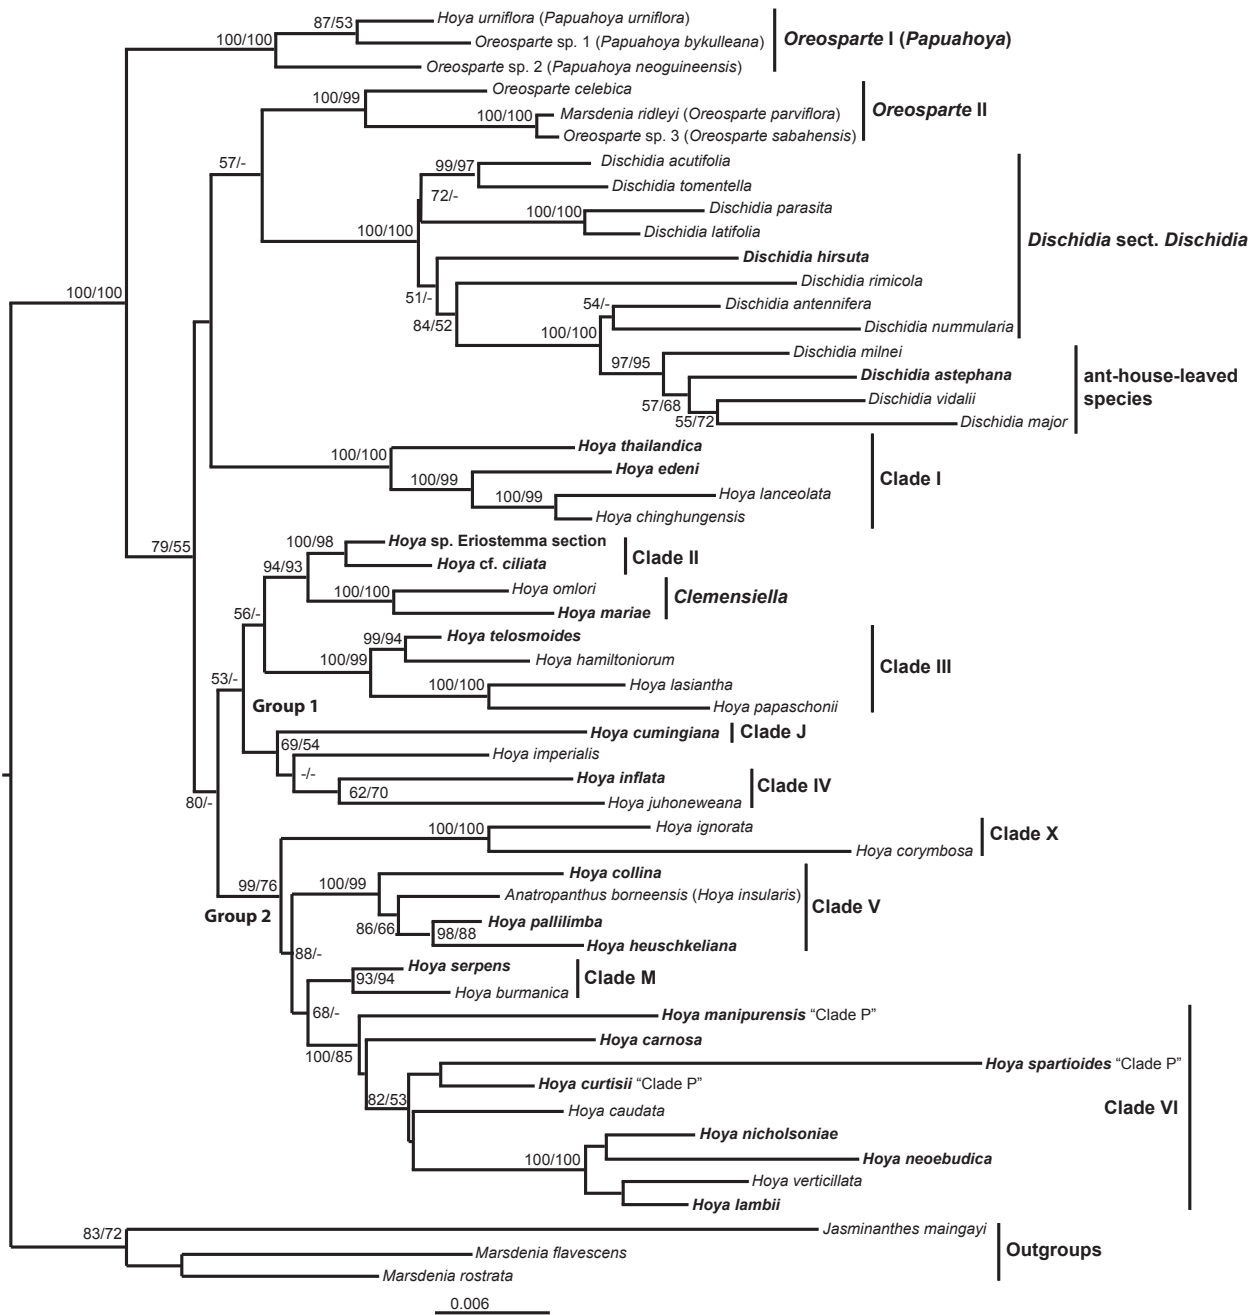 87/53
Hoya urniflora (Papuahoya urniflora)
100/100
Oreosparte sp. 1 (Papuahoya bykulleana)
Oreosparte I (Papuahoya)
Oreosparte sp. 2 (Papuahoya neoguineensis)
100/99
Oreosparte celebica
100/100
Marsdenia ridleyi (Oreosparte parviflora)
Oreosparte II
Oreosparte sp. 3 (Oreosparte sabahensis)
57/-
99/97
Dischidia acutifolia
72/-
Dischidia tomentella
100/100
Dischidia parasita
100/100
Dischidia latifolia
Dischidia sect. Dischidia
Dischidia hirsuta
100/100
51/-
Dischidia rimicola
54/-
Dischidia antennifera
84/52
100/100
Dischidia nummularia
97/95
Dischidia milnei
Dischidia astephana
ant-house-leaved
species
57/68
Dischidia vidalii
55/72
Dischidia major
100/100
Hoya thailandica
100/99
Hoya edeni
Clade I
100/99
Hoya lanceolata
Hoya chinghungensis
79/55
100/98
Hoya sp. Eriostemma section
Clade II
94/93
Hoya cf. ciliata
100/100
Hoya omlori
Clemensiella
56/-
Hoya mariae
99/94
Hoya telosmoides
100/99
Hoya hamiltoniorum
Clade III
53/-
100/100
Hoya lasiantha
Group 1
Hoya papaschonii
Hoya cumingiana
Clade J
69/54
Hoya imperialis
-/-
Hoya inflata
Clade IV
62/70
80/-
Hoya juhoneweana
100/100
Hoya ignorata
Clade X
Hoya corymbosa
99/76
100/99
Hoya collina
Group 2
Anatropanthus borneensis (Hoya insularis)
Clade V
86/66
98/88
Hoya pallilimba
88/-
Hoya heuschkeliana
Hoya serpens
Clade M
93/94
Hoya burmanica
68/-
Hoya manipurensis "Clade P"
100/85
Hoya carnosa
Hoya spartioides "Clade P"
82/53
Hoya curtisii "Clade P"
Clade VI
Hoya caudata
Hoya nicholsoniae
100/100
Hoya neoebudica
Hoya verticillata
Hoya lambii
83/72
Jasminanthes maingayi
Marsdenia flavescens
Outgroups
Marsdenia rostrata
0.006